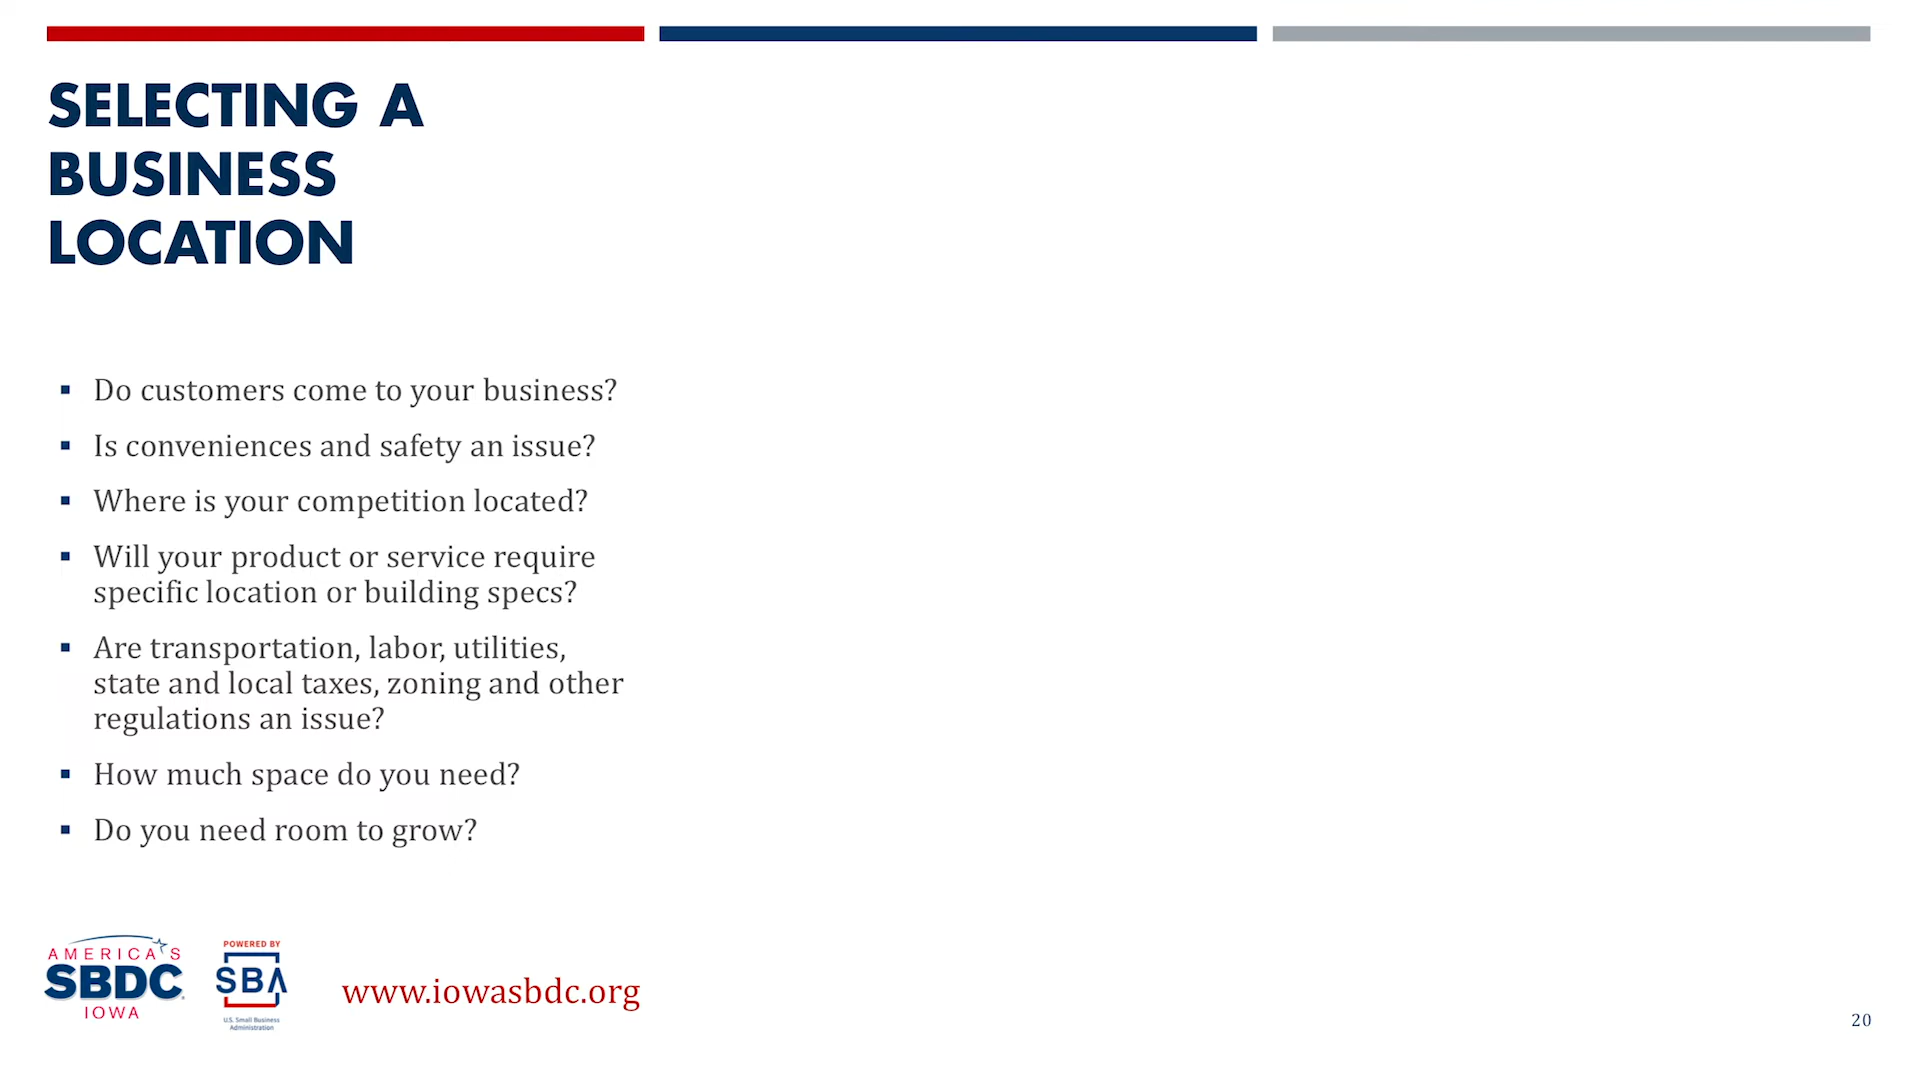 SELECTING A
BUSINESS
LOCATION
Do customers come to your business?
Is conveniences and safety an issue?
Where is your competition located?
Will your product or service require
specific location or building specs?
Are transportation, labor, utilities,
state and local taxes, zoning and other
regulations an issue?
How much space do you need?
Do you need room to grow?
AMERICA'S
SBDC
IOWA
POWERED BY
SBA
U.S. Small Business
Administration
www.iowasbdc.org
20